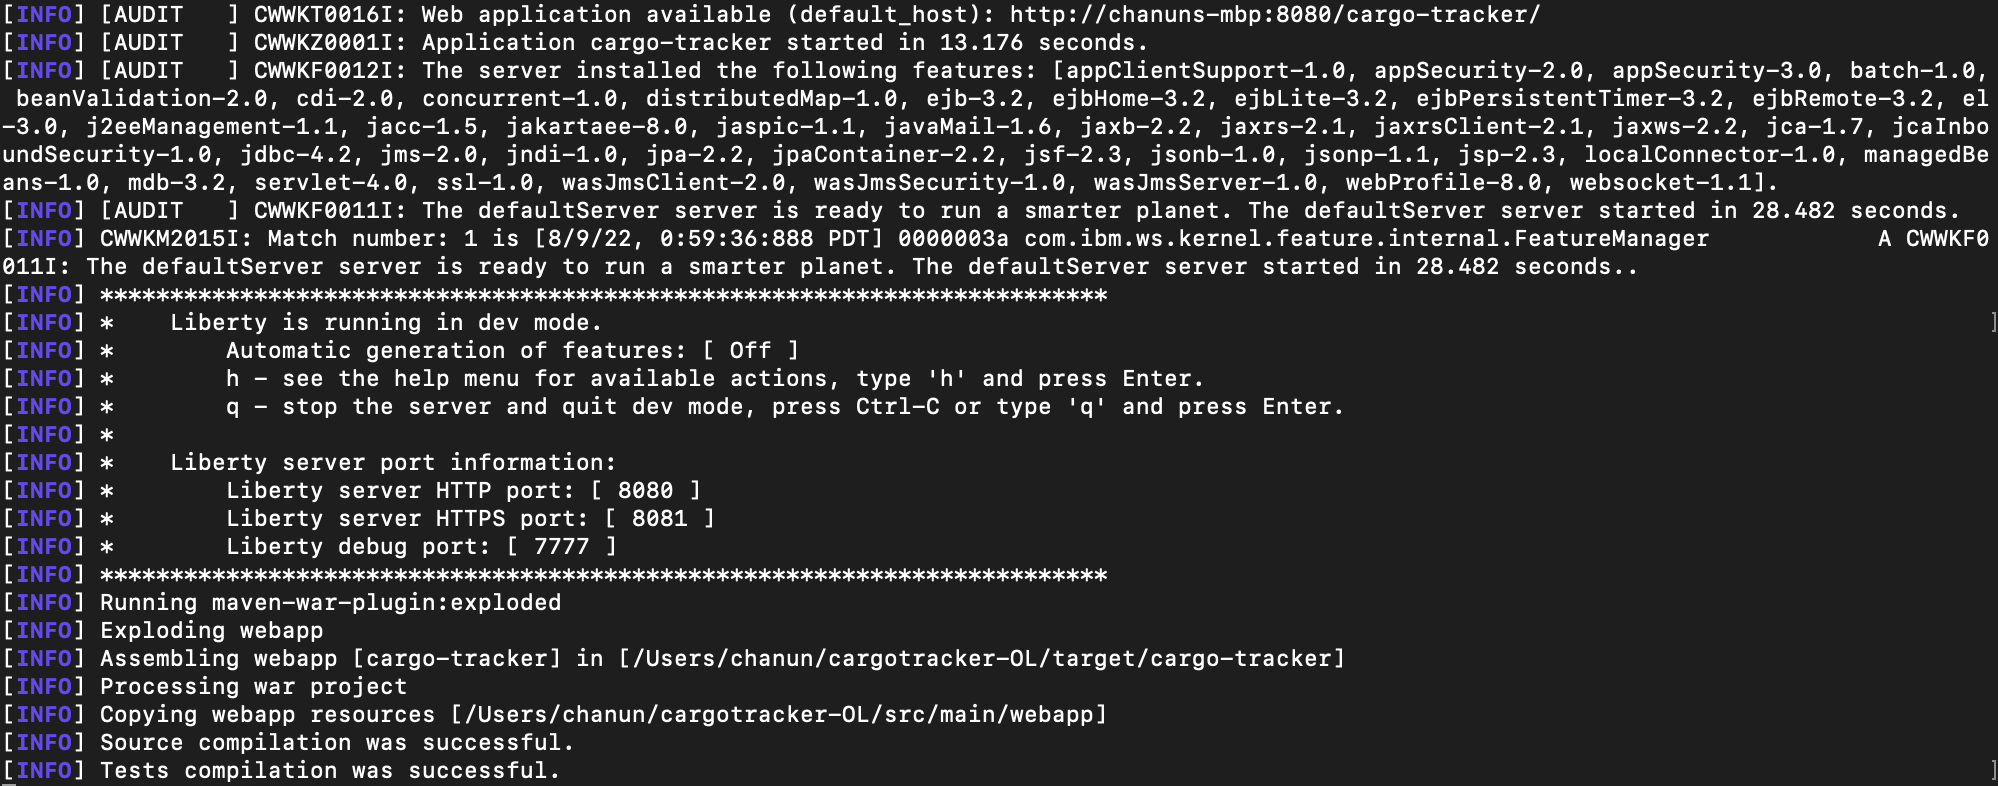 [INFO] [AUDIT   ] CWWKT0016I: Web application available (default_host): http://chanuns-mbp:8080/cargo-tracker/
[INFO] [AUDIT   ] CWWKZ0001I: Application cargo-tracker started in 13.176 seconds.
[INFO] [AUDIT   ] CWWKF0012I: The server installed the following features: [appClientSupport-1.0, appSecurity-2.0, appSecurity-3.0, batch-1.0,
 beanValidation-2.0, cdi-2.0, concurrent-1.0, distributedMap-1.0, ejb-3.2, ejbHome-3.2, ejbLite-3.2, ejbPersistentTimer-3.2, ejbRemote-3.2, el
-3.0, j2eeManagement-1.1, jacc-1.5, jakartaee-8.0, jaspic-1.1, javaMail-1.6, jaxb-2.2, jaxrs-2.1, jaxrsClient-2.1, jaxws-2.2, jca-1.7, jcaInbo
undSecurity-1.0, jdbc-4.2, jms-2.0, jndi-1.0, jpa-2.2, jpaContainer-2.2, jsf-2.3, jsonb-1.0, jsonp-1.1, jsp-2.3, localConnector-1.0, managedBe
ans-1.0, mdb-3.2, servlet-4.0, ssl-1.0, wasJmsClient-2.0, wasJmsSecurity-1.0, wasJmsServer-1.0, webProfile-8.0, websocket-1.1].
[INFO] [AUDIT   ] CWWKF0011I: The defaultServer server is ready to run a smarter planet. The defaultServer server started in 28.482 seconds.
[INFO] CWWKM2015I: Match number: 1 is [8/9/22, 0:59:36:888 PDT] 0000003a com.ibm.ws.kernel.feature.internal.FeatureManager            A CWWKF0
011I: The defaultServer server is ready to run a smarter planet. The defaultServer server started in 28.482 seconds..
[INFO] ************************************************************************
[INFO] *    Liberty is running in dev mode.
[INFO] *        Automatic generation of features: [ Off ]
[INFO] *        h - see the help menu for available actions, type 'h' and press Enter.
[INFO] *        q - stop the server and quit dev mode, press Ctrl-C or type 'q' and press Enter.
[INFO] *
[INFO] *    Liberty server port information:
[INFO] *        Liberty server HTTP port: [ 8080 ]
[INFO] *        Liberty server HTTPS port: [ 8081 ]
[INFO] *        Liberty debug port: [ 7777 ]
[INFO] ************************************************************************
[INFO] Running maven-war-plugin:exploded
[INFO] Exploding webapp
[INFO] Assembling webapp [cargo-tracker] in [/Users/chanun/cargotracker-OL/target/cargo-tracker]
[INFO] Processing war project
[INFO] Copying webapp resources [/Users/chanun/cargotracker-OL/src/main/webapp]
[INFO] Source compilation was successful.
[INFO] Tests compilation was successful.